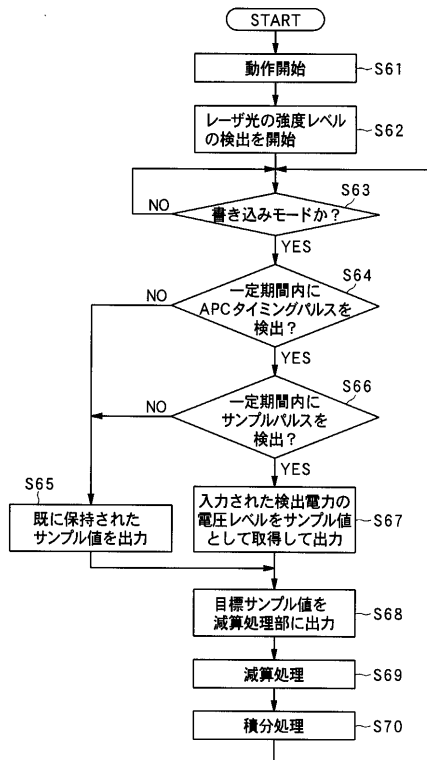 START
動作開始
S61
レーザ光の強度レベル
の検出を開始
S62
S63
書き込みモードか？
NO
YES
S64
一定期間内に
APCタイミングパルスを
検出？
NO
YES
S66
一定期間内に
サンプルパルスを
検出？
NO
YES
S65
既に保持された
サンプル値を出力
入力された検出電力の
電圧レベルをサンプル値
として取得して出力
S67
目標サンプル値を
減算処理部に出力
S68
減算処理
S69
積分処理
S70